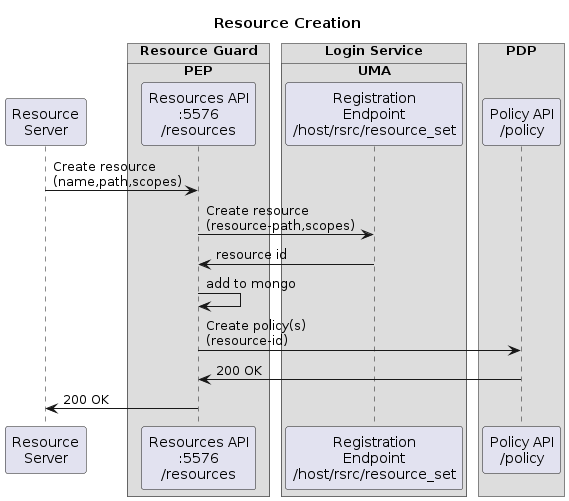 Resource Creation
Resource Guard
Login Service
PDP
PEP
UMA
Resource
Server
Resources API
:5576
/resources
Registration
Endpoint
/host/rsrc/resource_set
Policy API
/policy
Create resource
(name,path,scopes)
Create resource
(resource-path,scopes)
resource id
add to mongo
Create policy(s)
(resource-id)
200 OK
200 OK
Resource
Server
Resources API
:5576
/resources
Registration
Endpoint
/host/rsrc/resource_set
Policy API
/policy